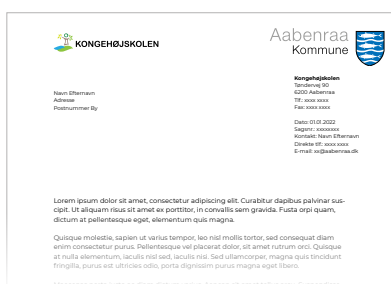 KONGEHØJSKOLEN
Aabenraa
Kommune
Kongehøjskolen
Tøndervej 90
6200 Aabenraa
Tlf.: xxxx xxxx
Fax: xxxx xxxx
Navn Efternavn
Adresse
Postnummer By
Dato: 01.01.2022
Sagsnr.: xxxxxxxx
Kontakt: Navn Efternavn
Direkte tlf.: xxxx xxxx
E-mail: xx@aabenraa.dk
Lorem ipsum dolor sit amet, consectetur adipiscing elit. Curabitur dapibus palvinar sus-
cipit. Ut aliquam risus sit amet ex porttitor, in convallis sem gravida. Fusta orpi quam,
dictum at pellentesque eget, elementum quis magna.
Quisque molestie, sapien ut varius tempor, leo nisl mollis tortor, sed consequat diam
enim consectetur purus. Pellentesque vel placerat dolor, sit amet rutrum orci. Quisque
at nulla elementum, iaculis nisl sed, iaculis nisi. Sed ullamcorper, magna quis tincidunt
fringilla, purus est ultricies odio, porta dignissim purus magna eget libero.